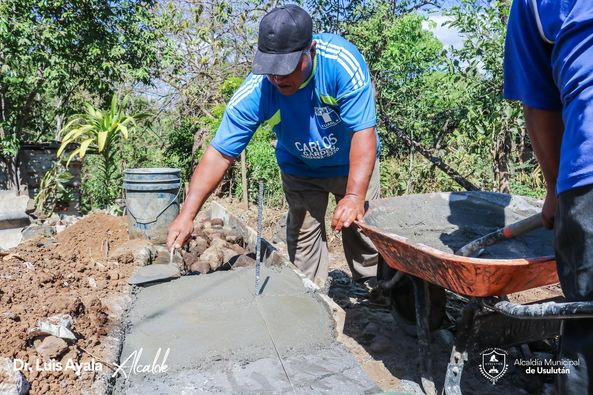 CARLOS
Dr. Luis Ayala Alcalde
Alcaldía Municipal
de Usulután